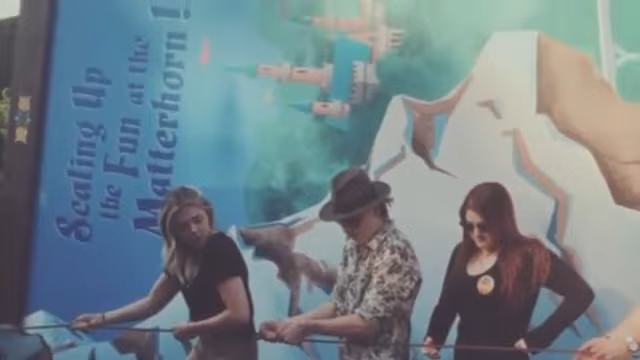 Scaling Up
the Fun at the
Matterhorn!